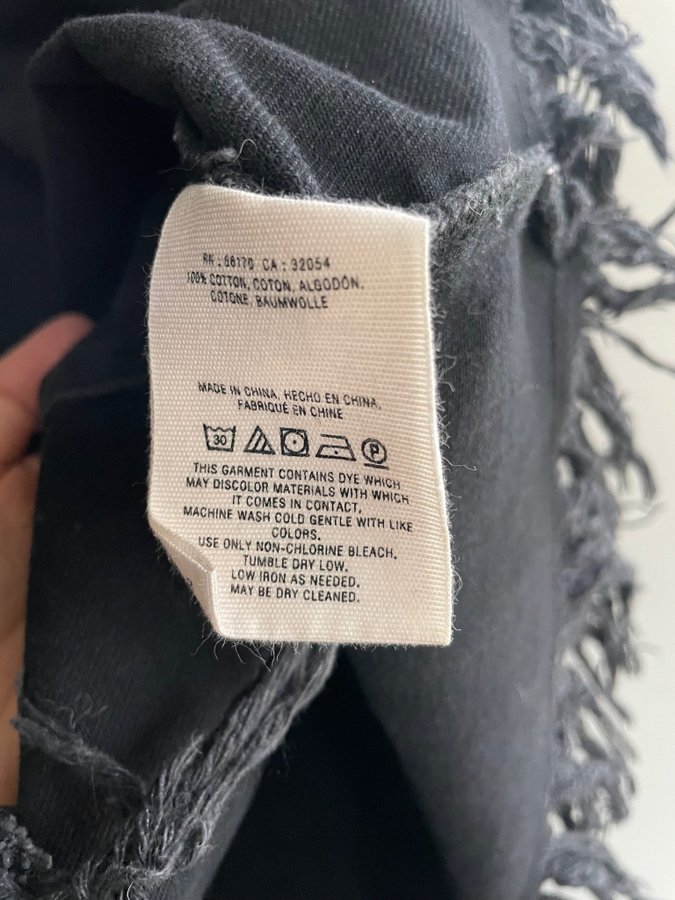 RN : 66170 CA : 32054
100% COTTON, COTON, ALGODÓN,
COTONE, BAUMWOLLE
MADE IN CHINA, HECHO EN CHINA,
FABRIQUÉ EN CHINE
30 P
THIS GARMENT CONTAINS DYE WHICH
MAY DISCOLOR MATERIALS WITH WHICH
IT COMES IN CONTACT,
MACHINE WASH COLD GENTLE WITH LIKE
COLORS.
USE ONLY NON-CHLORINE BLEACH.
TUMBLE DRY LOW.
LOW IRON AS NEEDED.
MAY BE DRY CLEANED.